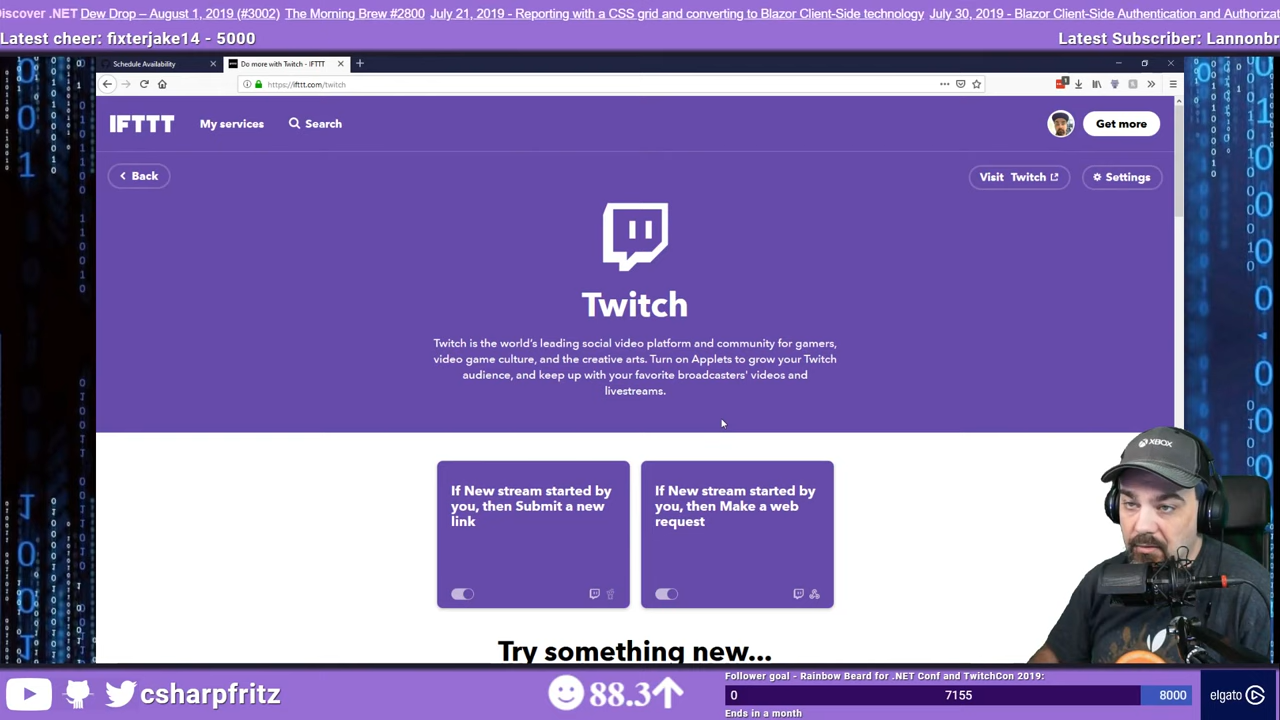 Discover .NET Dew Drop – August 1, 2019 (#3002) The Morning Brew #2800 July 21, 2019 - Reporting with a CSS grid and converting to Blazor Client-Side technology July 30, 2019 - Blazor Client-Side Authentication and Authorizat
Latest cheer: fixterjake14 - 5000
Latest Subscriber: Lannonbr
Schedule Availability
Do more with Twitch - IFTTT
https://ifttt.com/twitch
IFTTT
My services
Search
Get more
Back
Visit Twitch
Settings
Twitch
Twitch is the world's leading social video platform and community for gamers,
video game culture, and the creative arts. Turn on Applets to grow your Twitch
audience, and keep up with your favorite broadcasters' videos and
livestreams.
If New stream started by
you, then Submit a new
link
If New stream started by
you, then Make a web
request
XBOX
Try something new...
csharpfritz
88.3
Follower goal - Rainbow Beard for .NET Conf and TwitchCon 2019:
0 7155 8000
Ends in a month
elgato